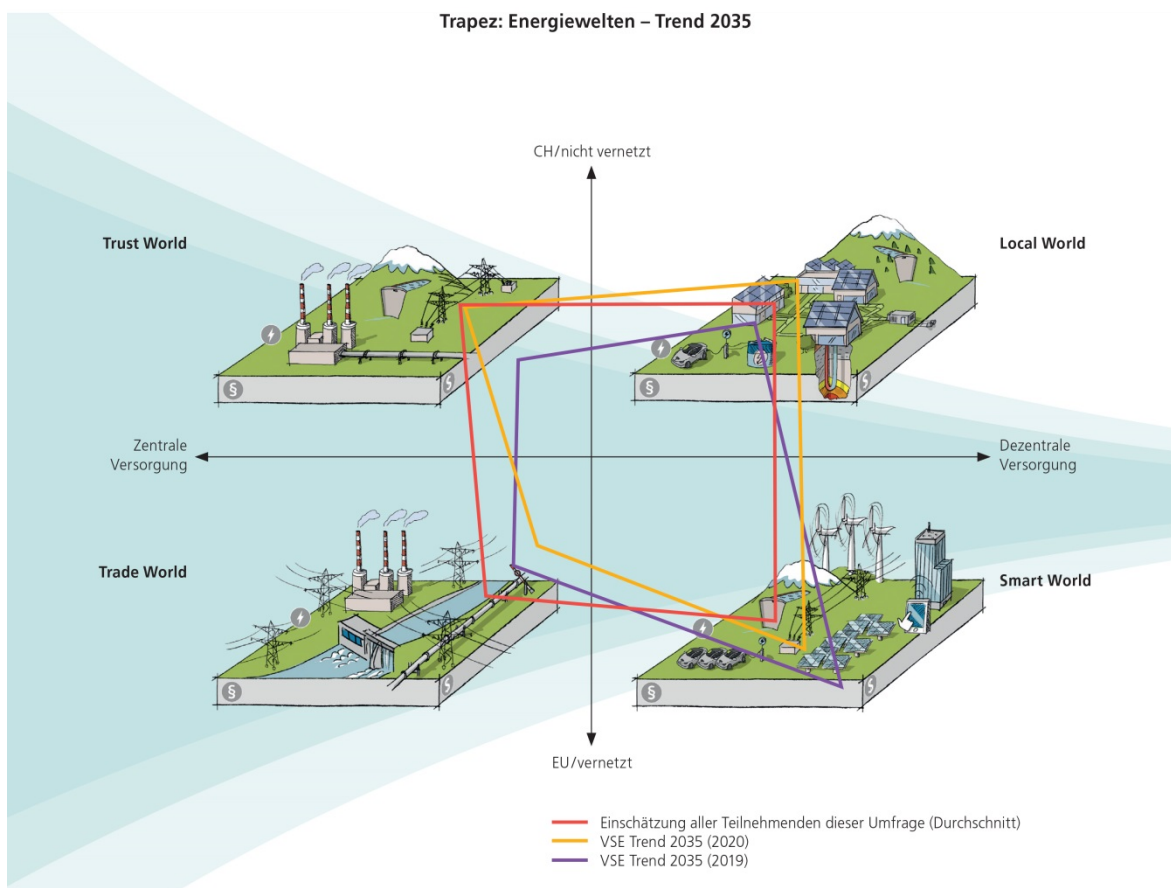 Trapez: Energiewelten – Trend 2035
CH/nicht vernetzt
Trust World
Local World
§
§
Zentrale
Versorgung
Dezentrale
Versorgung
Trade World
Smart World
§
§
EU/vernetzt
Einschätzung aller Teilnehmenden dieser Umfrage (Durchschnitt)
VSE Trend 2035 (2020)
VSE Trend 2035 (2019)